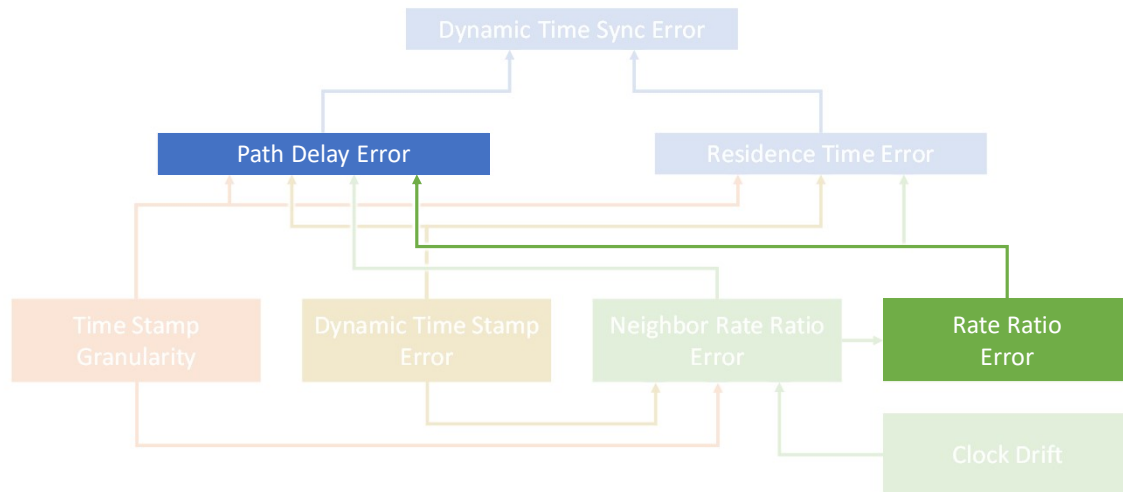 Dynamic Time Sync Error
Path Delay Error
Residence Time Error
Time Stamp
Granularity
Dynamic Time Stamp
Error
Neighbor Rate Ratio
Error
Rate Ratio
Error
Clock Drift